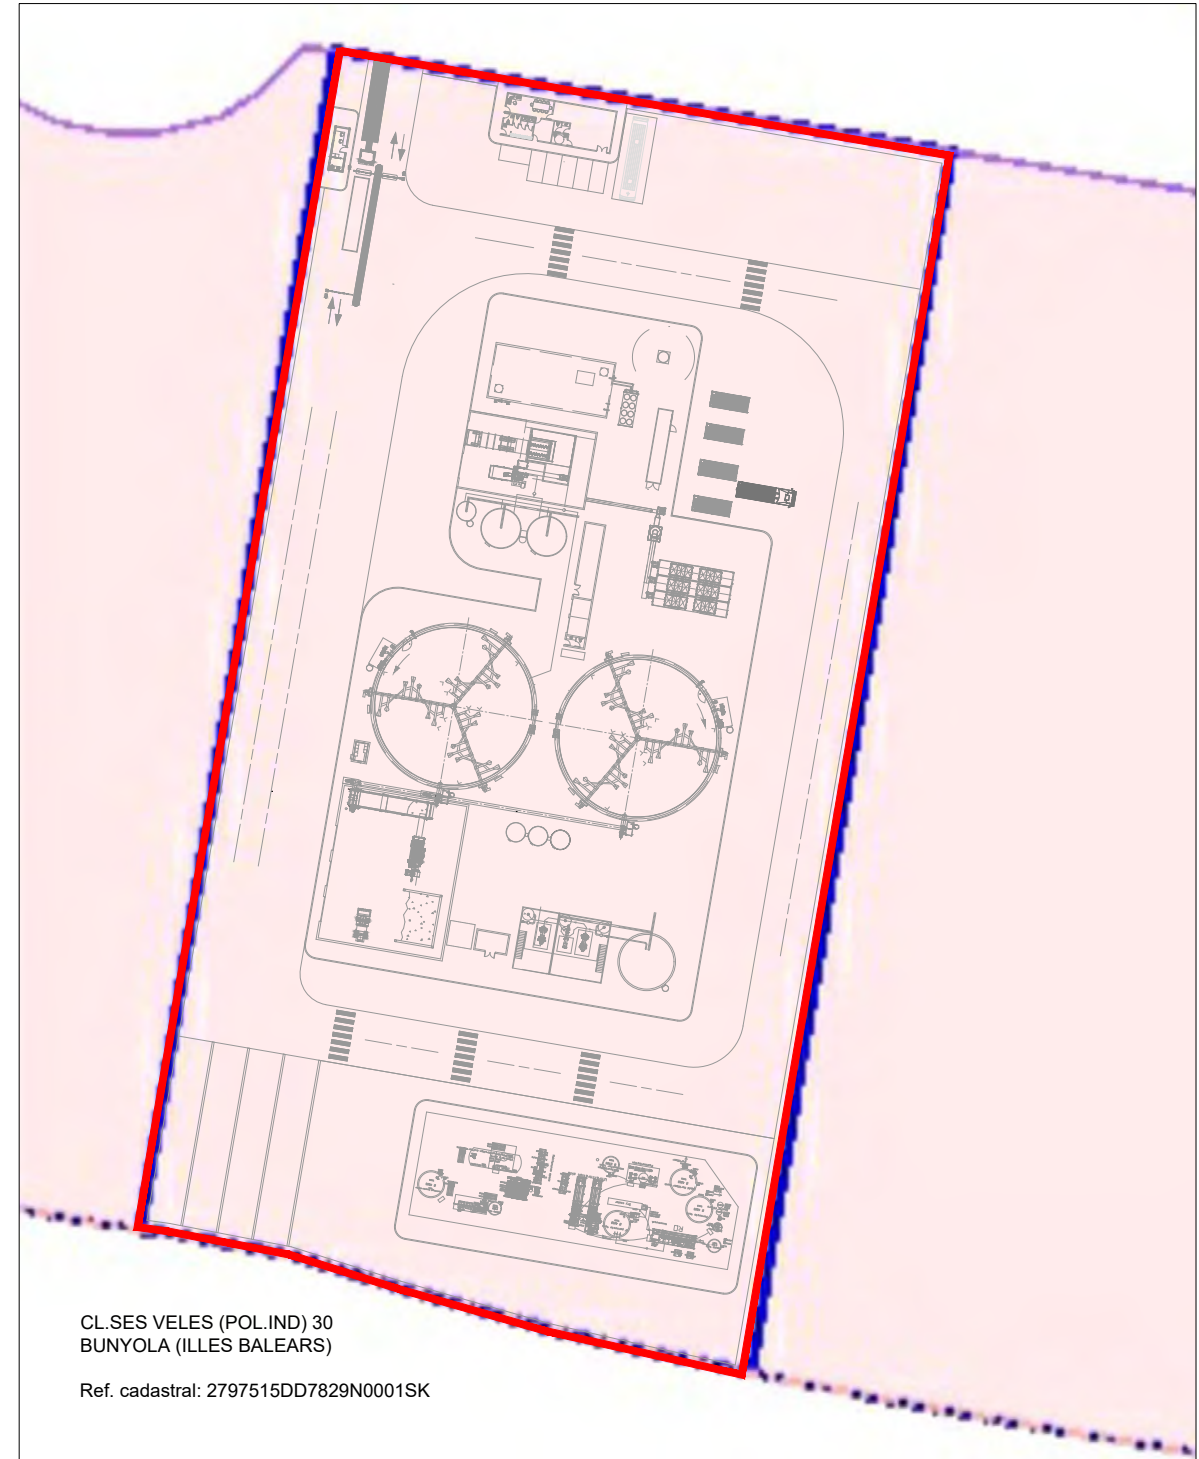 CL.SES VELES (POL.IND) 30
BUNYOLA (ILLES BALEARS)
Ref. cadastral: 2797515DD7829N0001SK